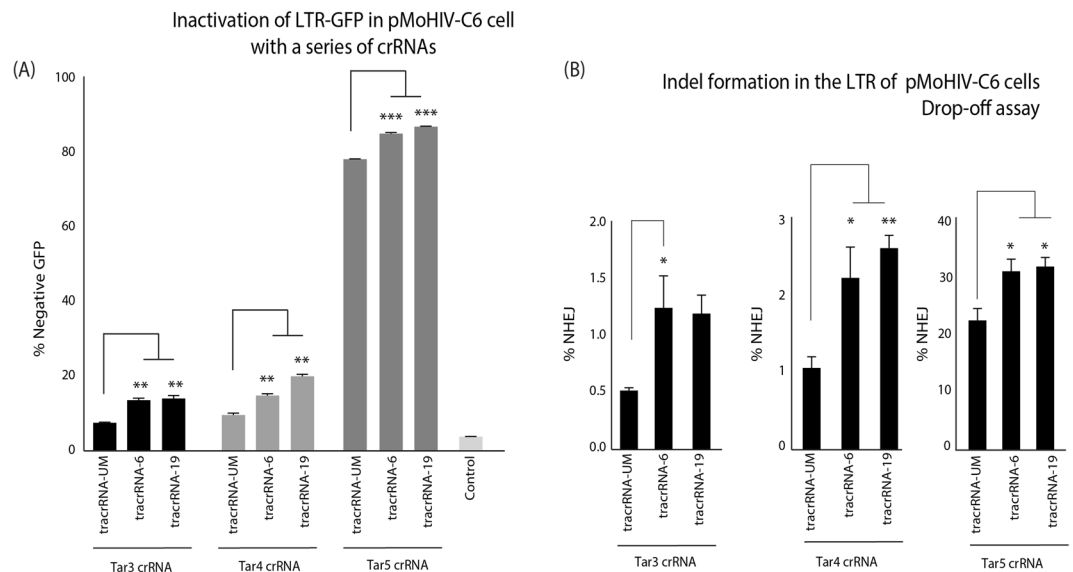 Inactivation of LTR-GFP in pMoHIV-C6 cell
with a series of crRNAs
(A)
% Negative GFP
100
80
60
40
20
0
**
**
**
**
***
***
tracrRNA-UM
tracrRNA-6
tracrRNA-19
tracrRNA-UM
tracrRNA-6
tracrRNA-19
tracrRNA-UM
tracrRNA-6
tracrRNA-19
Control
Tar3 crRNA
Tar4 crRNA
Tar5 crRNA
(B)
Indel formation in the LTR of pMoHIV-C6 cells
Drop-off assay
% NHEJ
2.0
1.5
1.0
0.5
0.0
*
tracrRNA-UM
tracrRNA-6
tracrRNA-19
Tar3 crRNA
% NHEJ
3
2
1
0
*
**
tracrRNA-UM
tracrRNA-6
tracrRNA-19
Tar4 crRNA
% NHEJ
40
30
20
10
0
*
*
tracrRNA-UM
tracrRNA-6
tracrRNA-19
Tar5 crRNA